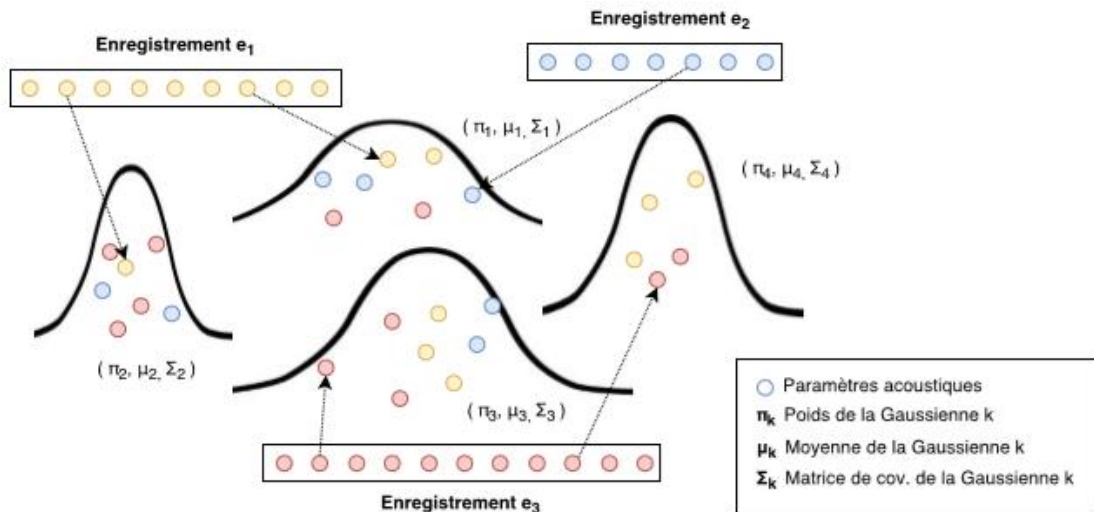 Enregistrement e₂
Enregistrement e₁
( π₁, μ₁, Σ₁)
( π₄, μ₄, Σ₄)
( π₂, μ₂, Σ₂)
( π₃, μ₃, Σ₃)
Enregistrement e₃
Paramètres acoustiques
πₖ Poids de la Gaussienne k
μₖ Moyenne de la Gaussienne k
Σₖ Matrice de cov. de la Gaussienne k